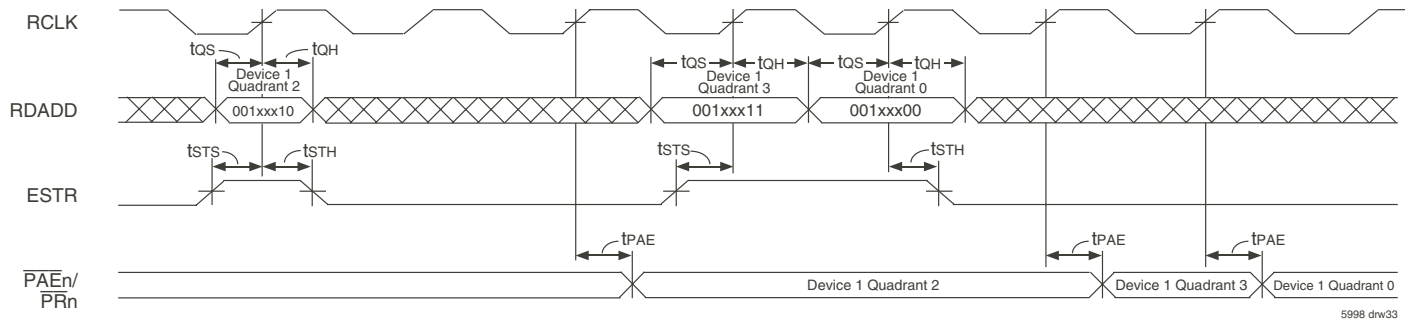 RCLK
tQS tQH tQS tQH tQS tQH
Device 1 Quadrant 2
Device 1 Quadrant 3
Device 1 Quadrant 0
RDADD
001xxx10 001xxx11 001xxx00
tSTS tSTH tSTS tSTH
ESTR
tPAE tPAE tPAE
PAEn/
PRn
Device 1 Quadrant 2 Device 1 Quadrant 3 Device 1 Quadrant 0
5998 drw33